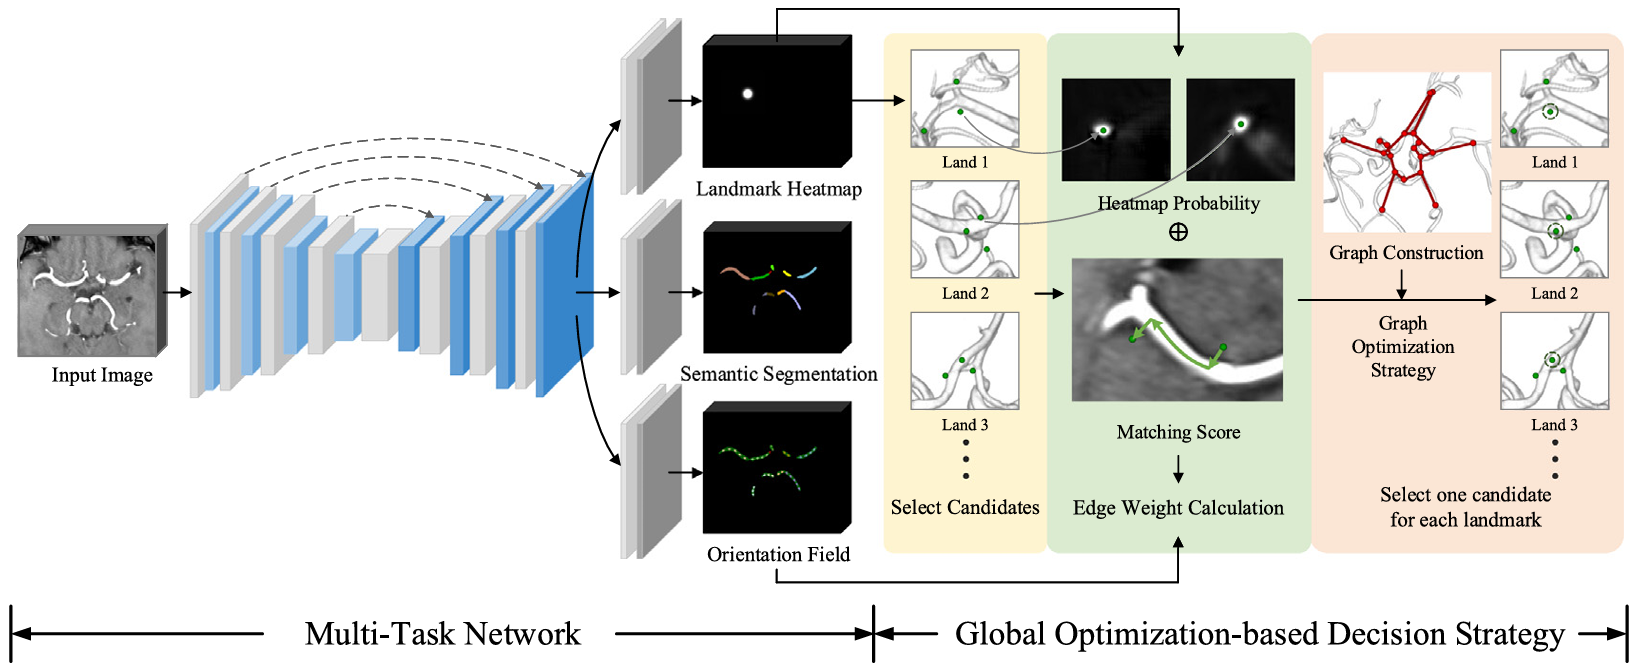 Input Image
Landmark Heatmap
Semantic Segmentation
Orientation Field
Land 1
Land 2
Land 3
Select Candidates
Heatmap Probability
⊕
Matching Score
Edge Weight Calculation
Graph Construction
Graph
Optimization
Strategy
Land 1
Land 2
Land 3
Select one candidate
for each landmark
Multi-Task Network
Global Optimization-based Decision Strategy